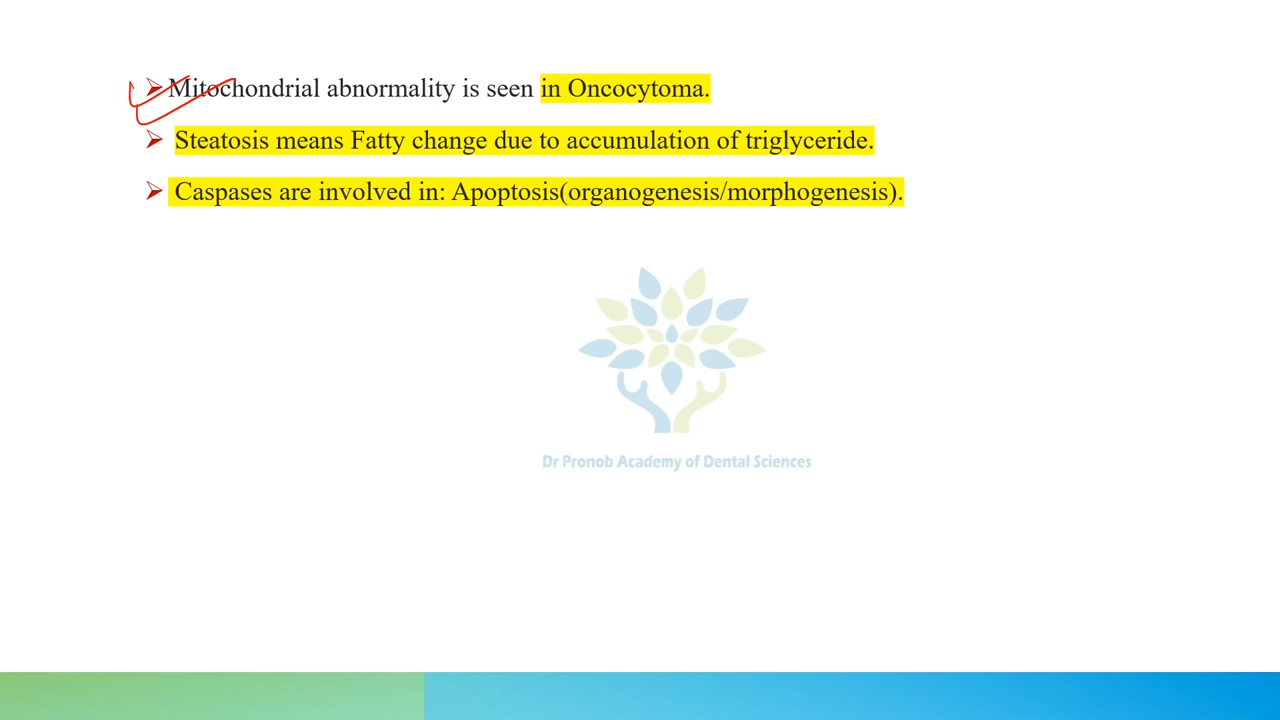 Mitochondrial abnormality is seen in Oncocytoma.
Steatosis means Fatty change due to accumulation of triglyceride.
Caspases are involved in: Apoptosis(organogenesis/morphogenesis).
Dr Pronob Academy of Dental Sciences